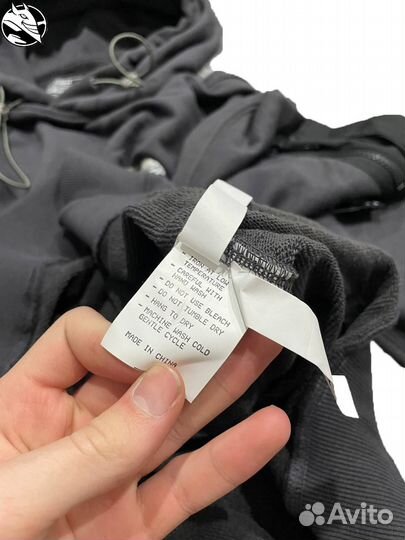 - IRON AT LOW
TEMPERATURE
- CAREFUL WITH
HAND WASH
- DO NOT USE BLEACH
- DO NOT TUMBLE DRY
- HANG TO DRY
MACHINE WASH COLD
GENTLE CYCLE
MADE IN CHINA
Avito